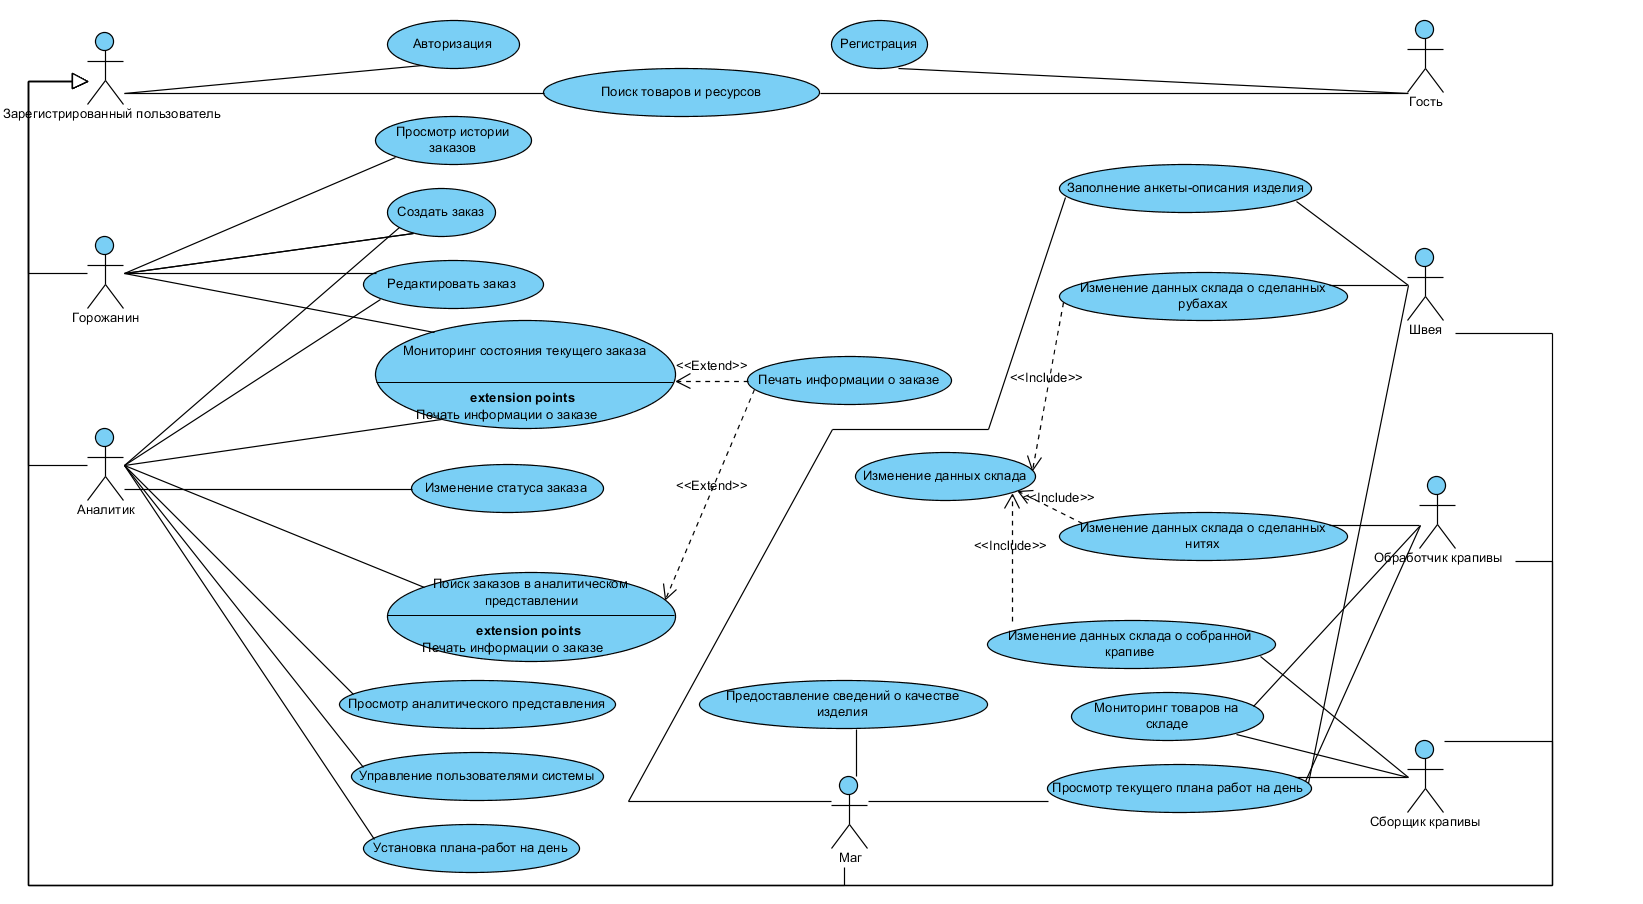 Авторизация
Регистрация
Поиск товаров и ресурсов
Зарегистрированный пользователь
Гость
Просмотр истории
заказов
Создать заказ
Заполнение анкеты-описания изделия
Горожанин
Редактировать заказ
Изменение данных склада о сделанных
рубахах
Швея
Мониторинг состояния текущего заказа
extension points
Печать информации о заказе
<<Extend>>
Печать информации о заказе
<<Include>>
Аналитик
Изменение статуса заказа
<<Extend>>
Изменение данных склада
<<Include>>
Изменение данных склада о сделанных
нитях
<<Include>>
Обработчик крапивы
Поиск заказов в аналитическом
представлении
extension points
Печать информации о заказе
Изменение данных склада о собранной
крапиве
Просмотр аналитического представления
Предоставление сведений о качестве
изделия
Мониторинг товаров на
складе
Управление пользователями системы
Просмотр текущего плана работ на день
Сборщик крапивы
Установка плана-работ на день
Маг